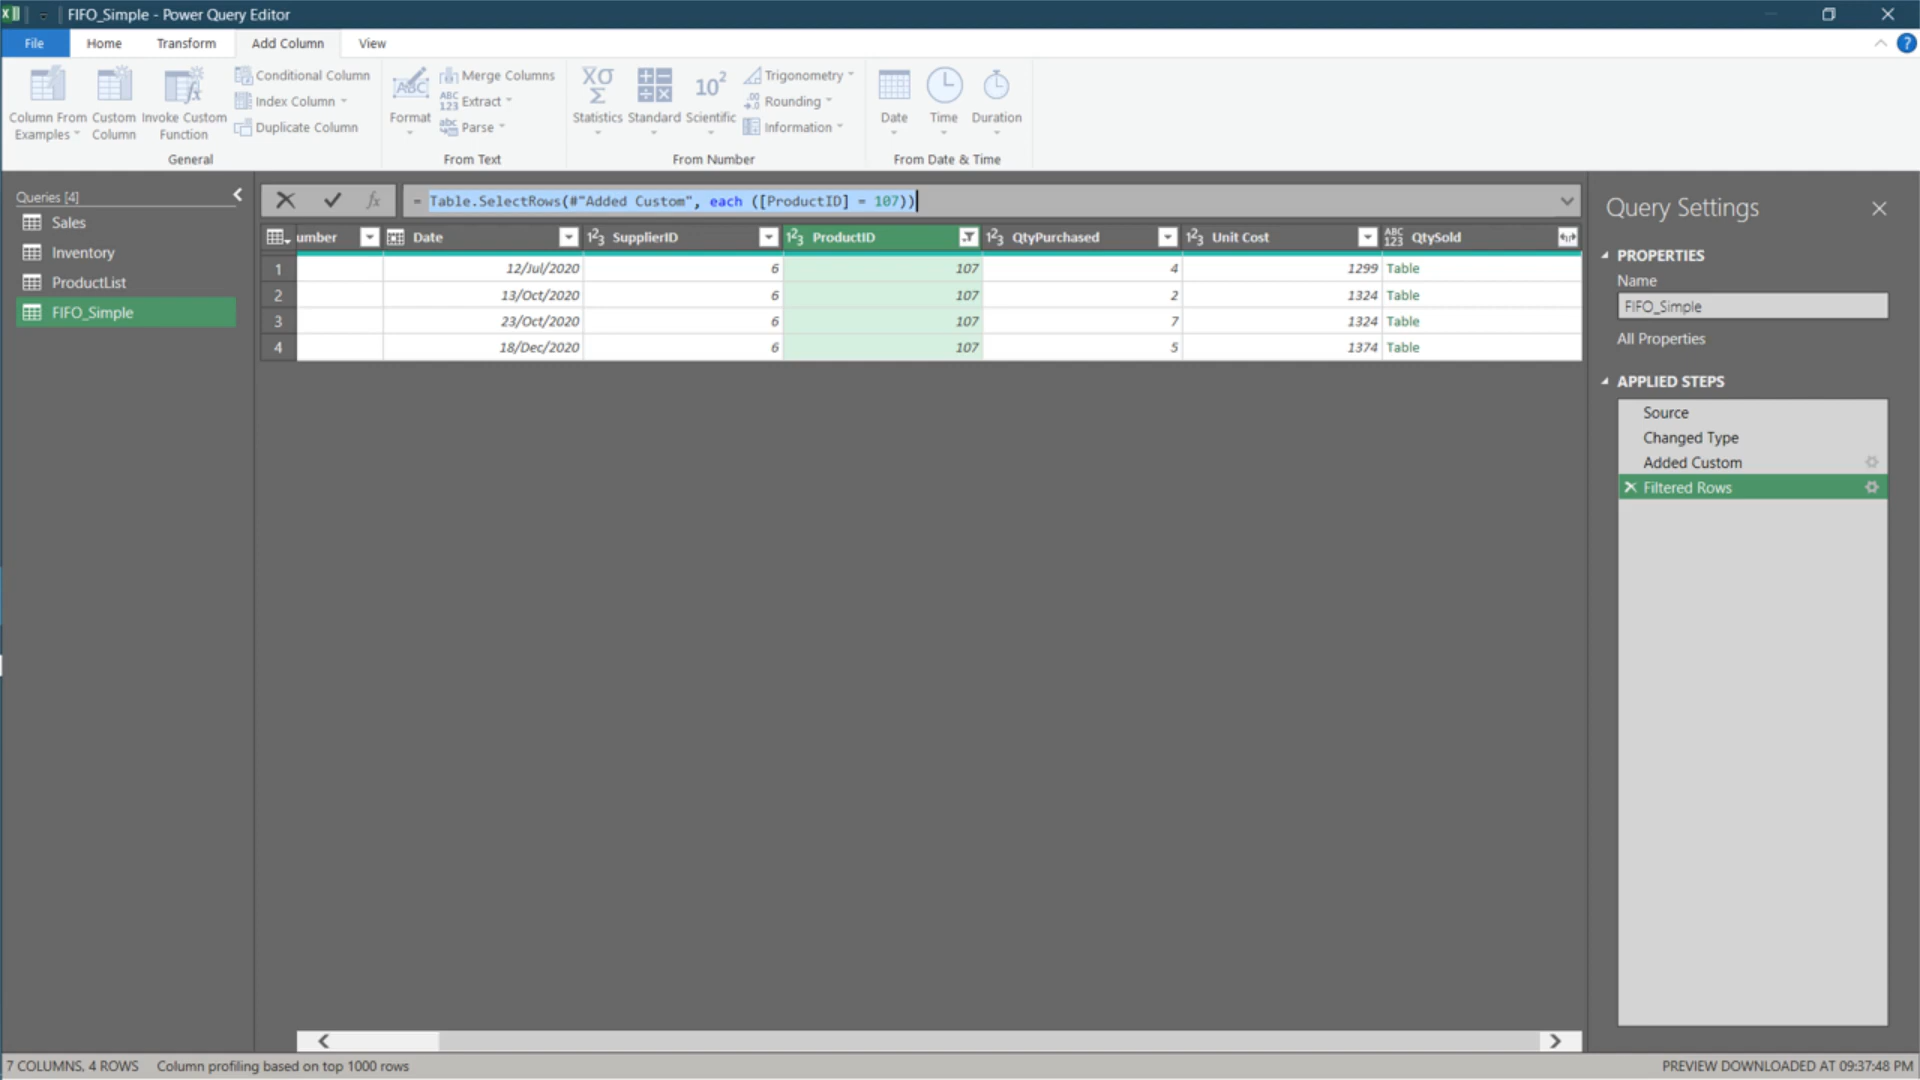 FIFO_Simple - Power Query Editor
File Home Transform Add Column View
Column From Examples
Custom Column
Invoke Custom Function
Conditional Column
Index Column
Duplicate Column
General
Format
Merge Columns
Extract
Parse
From Text
Statistics
Standard
Scientific
Trigonometry
Rounding
Information
From Number
Date
Time
Duration
From Date & Time
Queries [4]
Sales
Inventory
ProductList
FIFO_Simple
= Table.SelectRows(#"Added Custom", each ([ProductID] = 107))
umber Date SupplierID ProductID QtyPurchased Unit Cost QtySold
1 12/Jul/2020 6 107 4 1299 Table
2 13/Oct/2020 6 107 2 1324 Table
3 23/Oct/2020 6 107 7 1324 Table
4 18/Dec/2020 6 107 5 1374 Table
Query Settings
PROPERTIES
Name
FIFO_Simple
All Properties
APPLIED STEPS
Source
Changed Type
Added Custom
Filtered Rows
7 COLUMNS, 4 ROWS Column profiling based on top 1000 rows
PREVIEW DOWNLOADED AT 09:37:48 PM